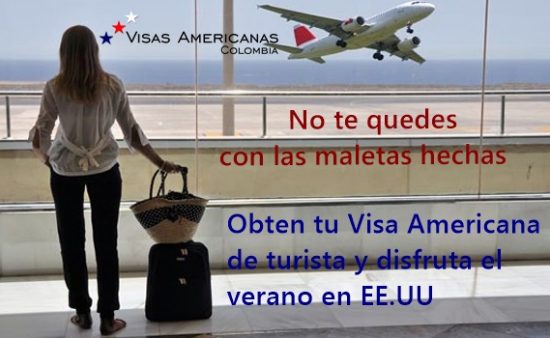 VISAS AMERICANAS
COLOMBIA
No te quedes
con las maletas hechas
Obten tu Visa Americana
de turista y disfruta el
verano en EE.UU